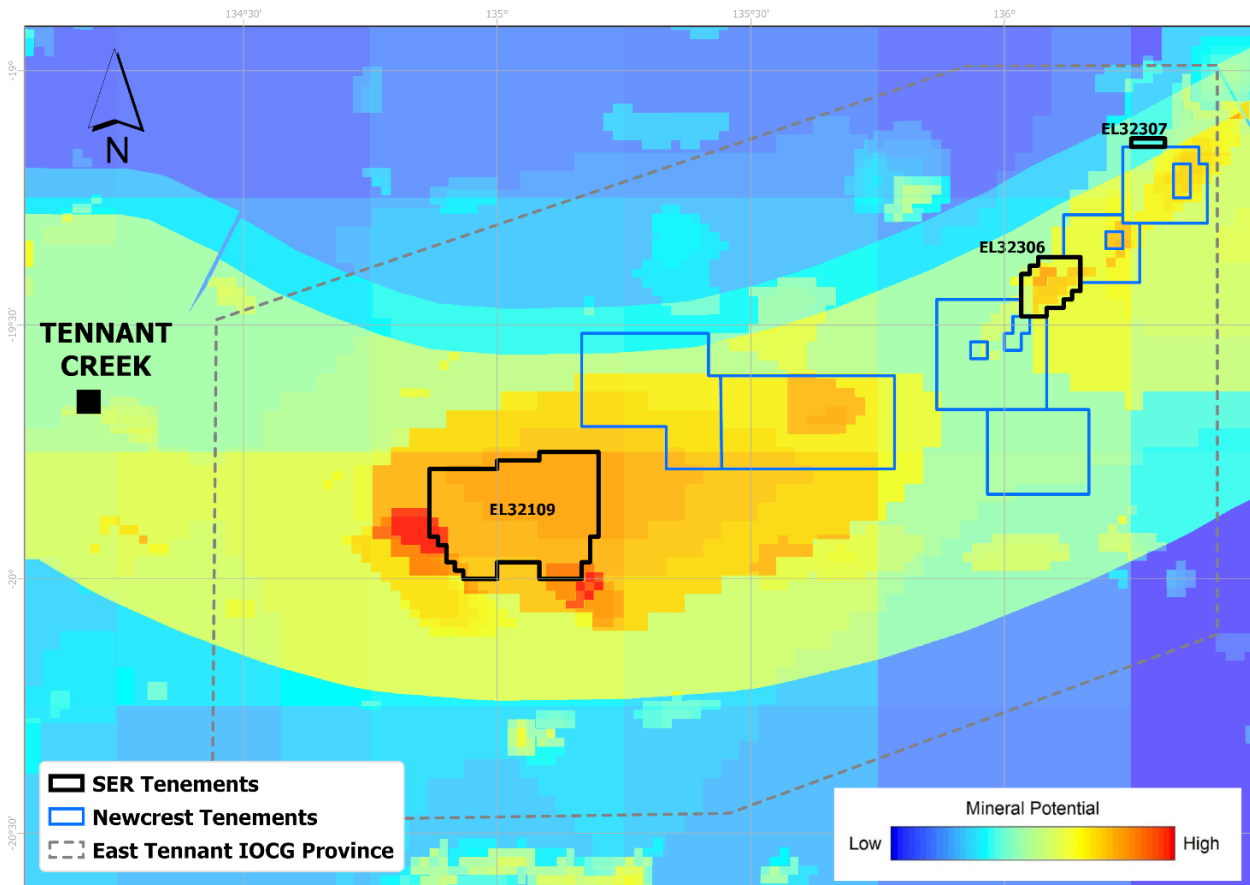 134°30'
135°
135°30'
136°
-19°
-19°30'
-20°
-20°30'
N
EL32307
EL32306
TENNANT
CREEK
EL32109
SER Tenements
Newcrest Tenements
East Tennant IOCG Province
Mineral Potential
Low
High